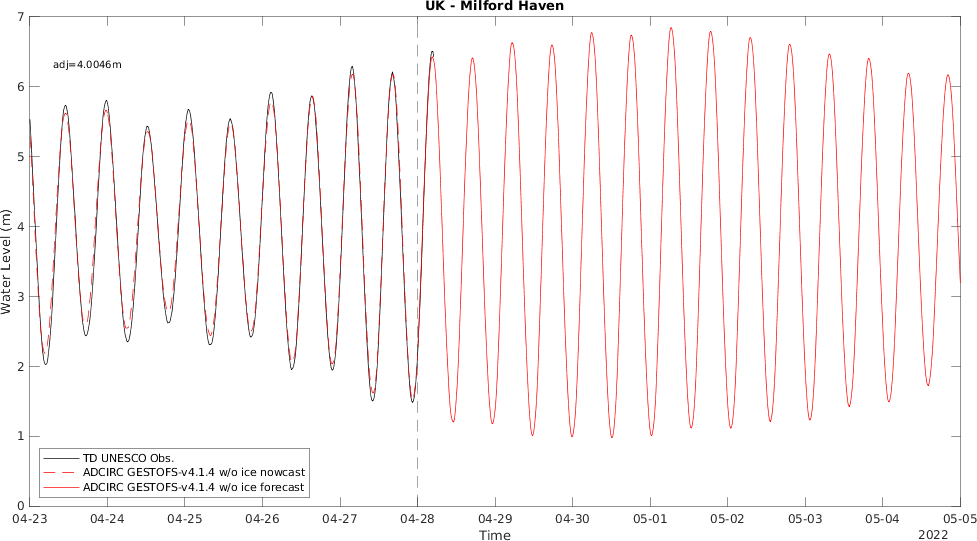 UK - Milford Haven
adj=4.0046m
7
6
5
4
3
2
1
0
Water Level (m)
TD UNESCO Obs.
ADCIRC GESTOFS-v4.1.4 w/o ice nowcast
ADCIRC GESTOFS-v4.1.4 w/o ice forecast
04-23 04-24 04-25 04-26 04-27 04-28 04-29 04-30 05-01 05-02 05-03 05-04 05-05
Time
2022